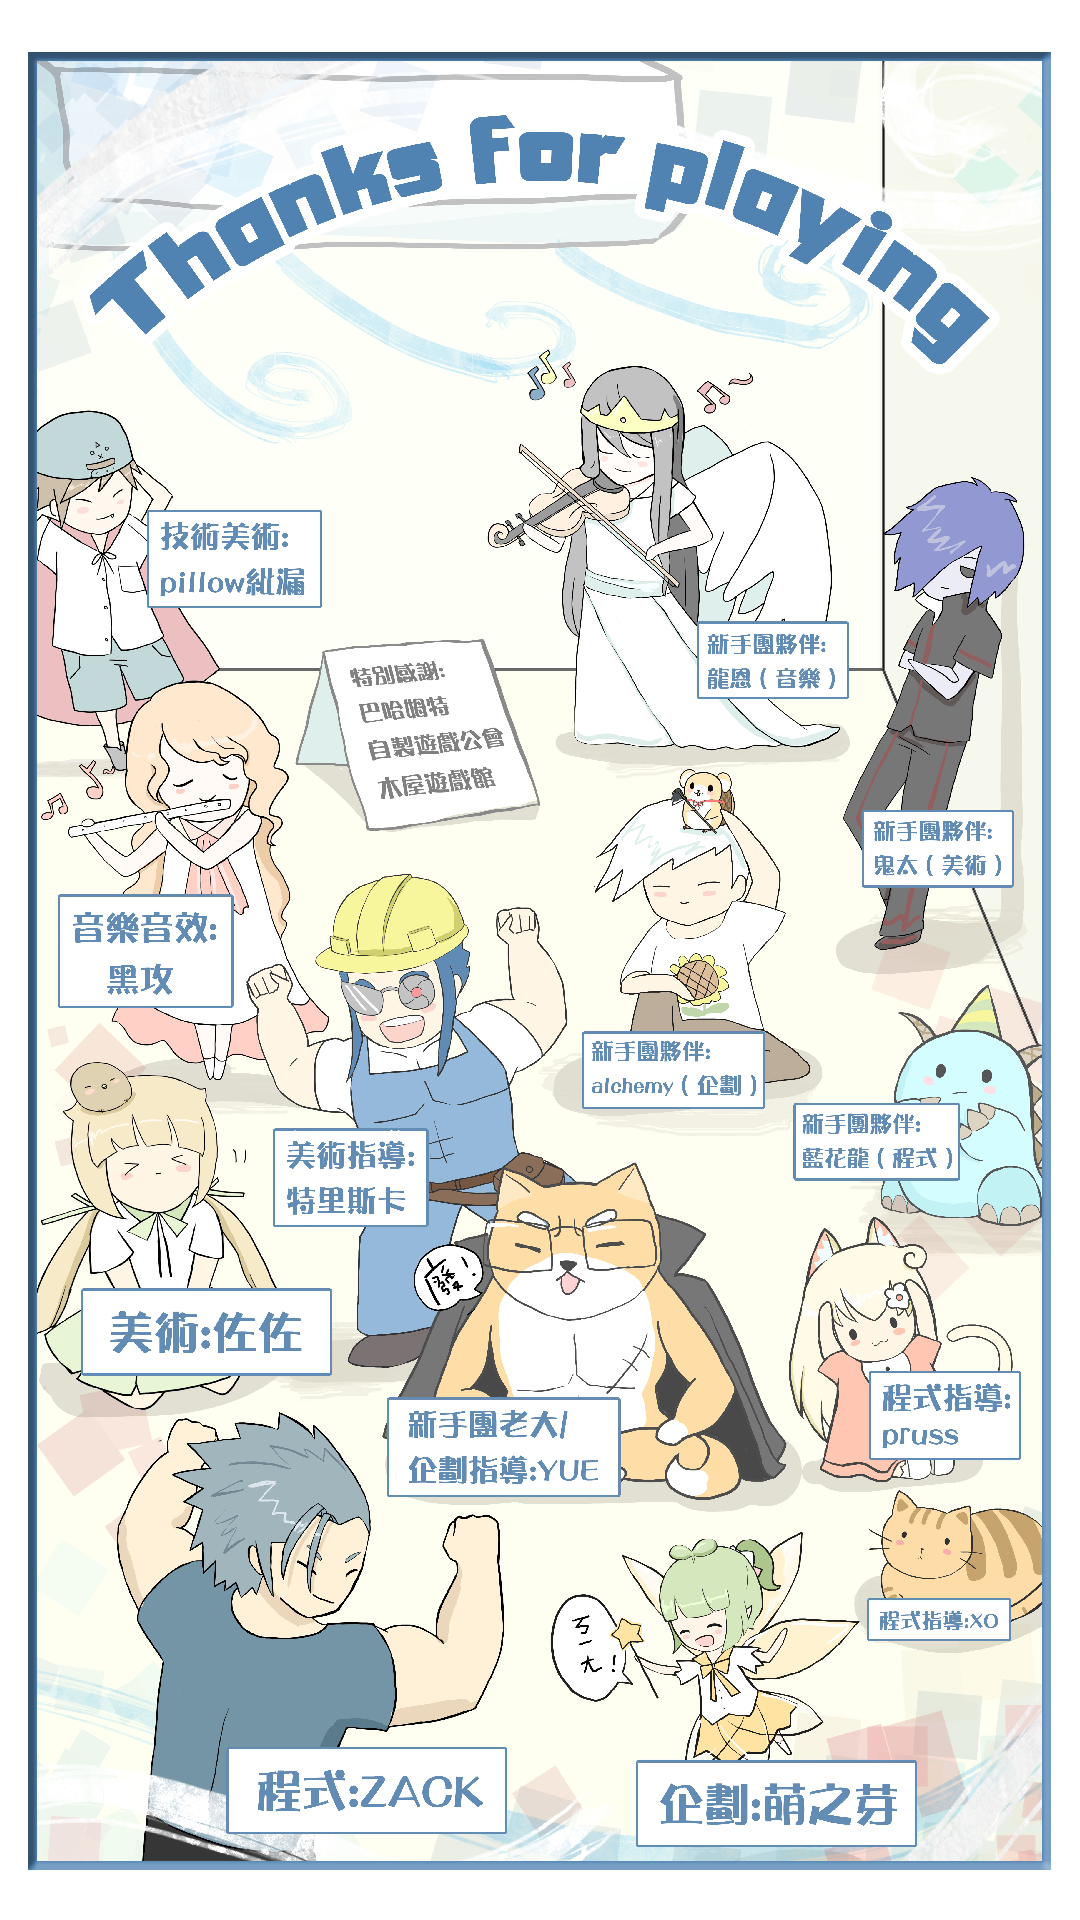 Thanks for playing
技術美術:
pillow紕漏
新手團夥伴:
龍恩（音樂）
特別感謝:
巴哈姆特
自製遊戲公會
木屋遊戲館
新手團夥伴:
鬼太（美術）
音樂音效:
黑攻
新手團夥伴:
alchemy（企劃）
新手團夥伴:
藍花龍（程式）
美術指導:
特里斯卡
廢!
美術:佐佐
新手團老大/
企劃指導:YUE
程式指導:
pruss
程式指導:XO
ㄎㄧㄤ!
程式:ZACK
企劃:萌之芽